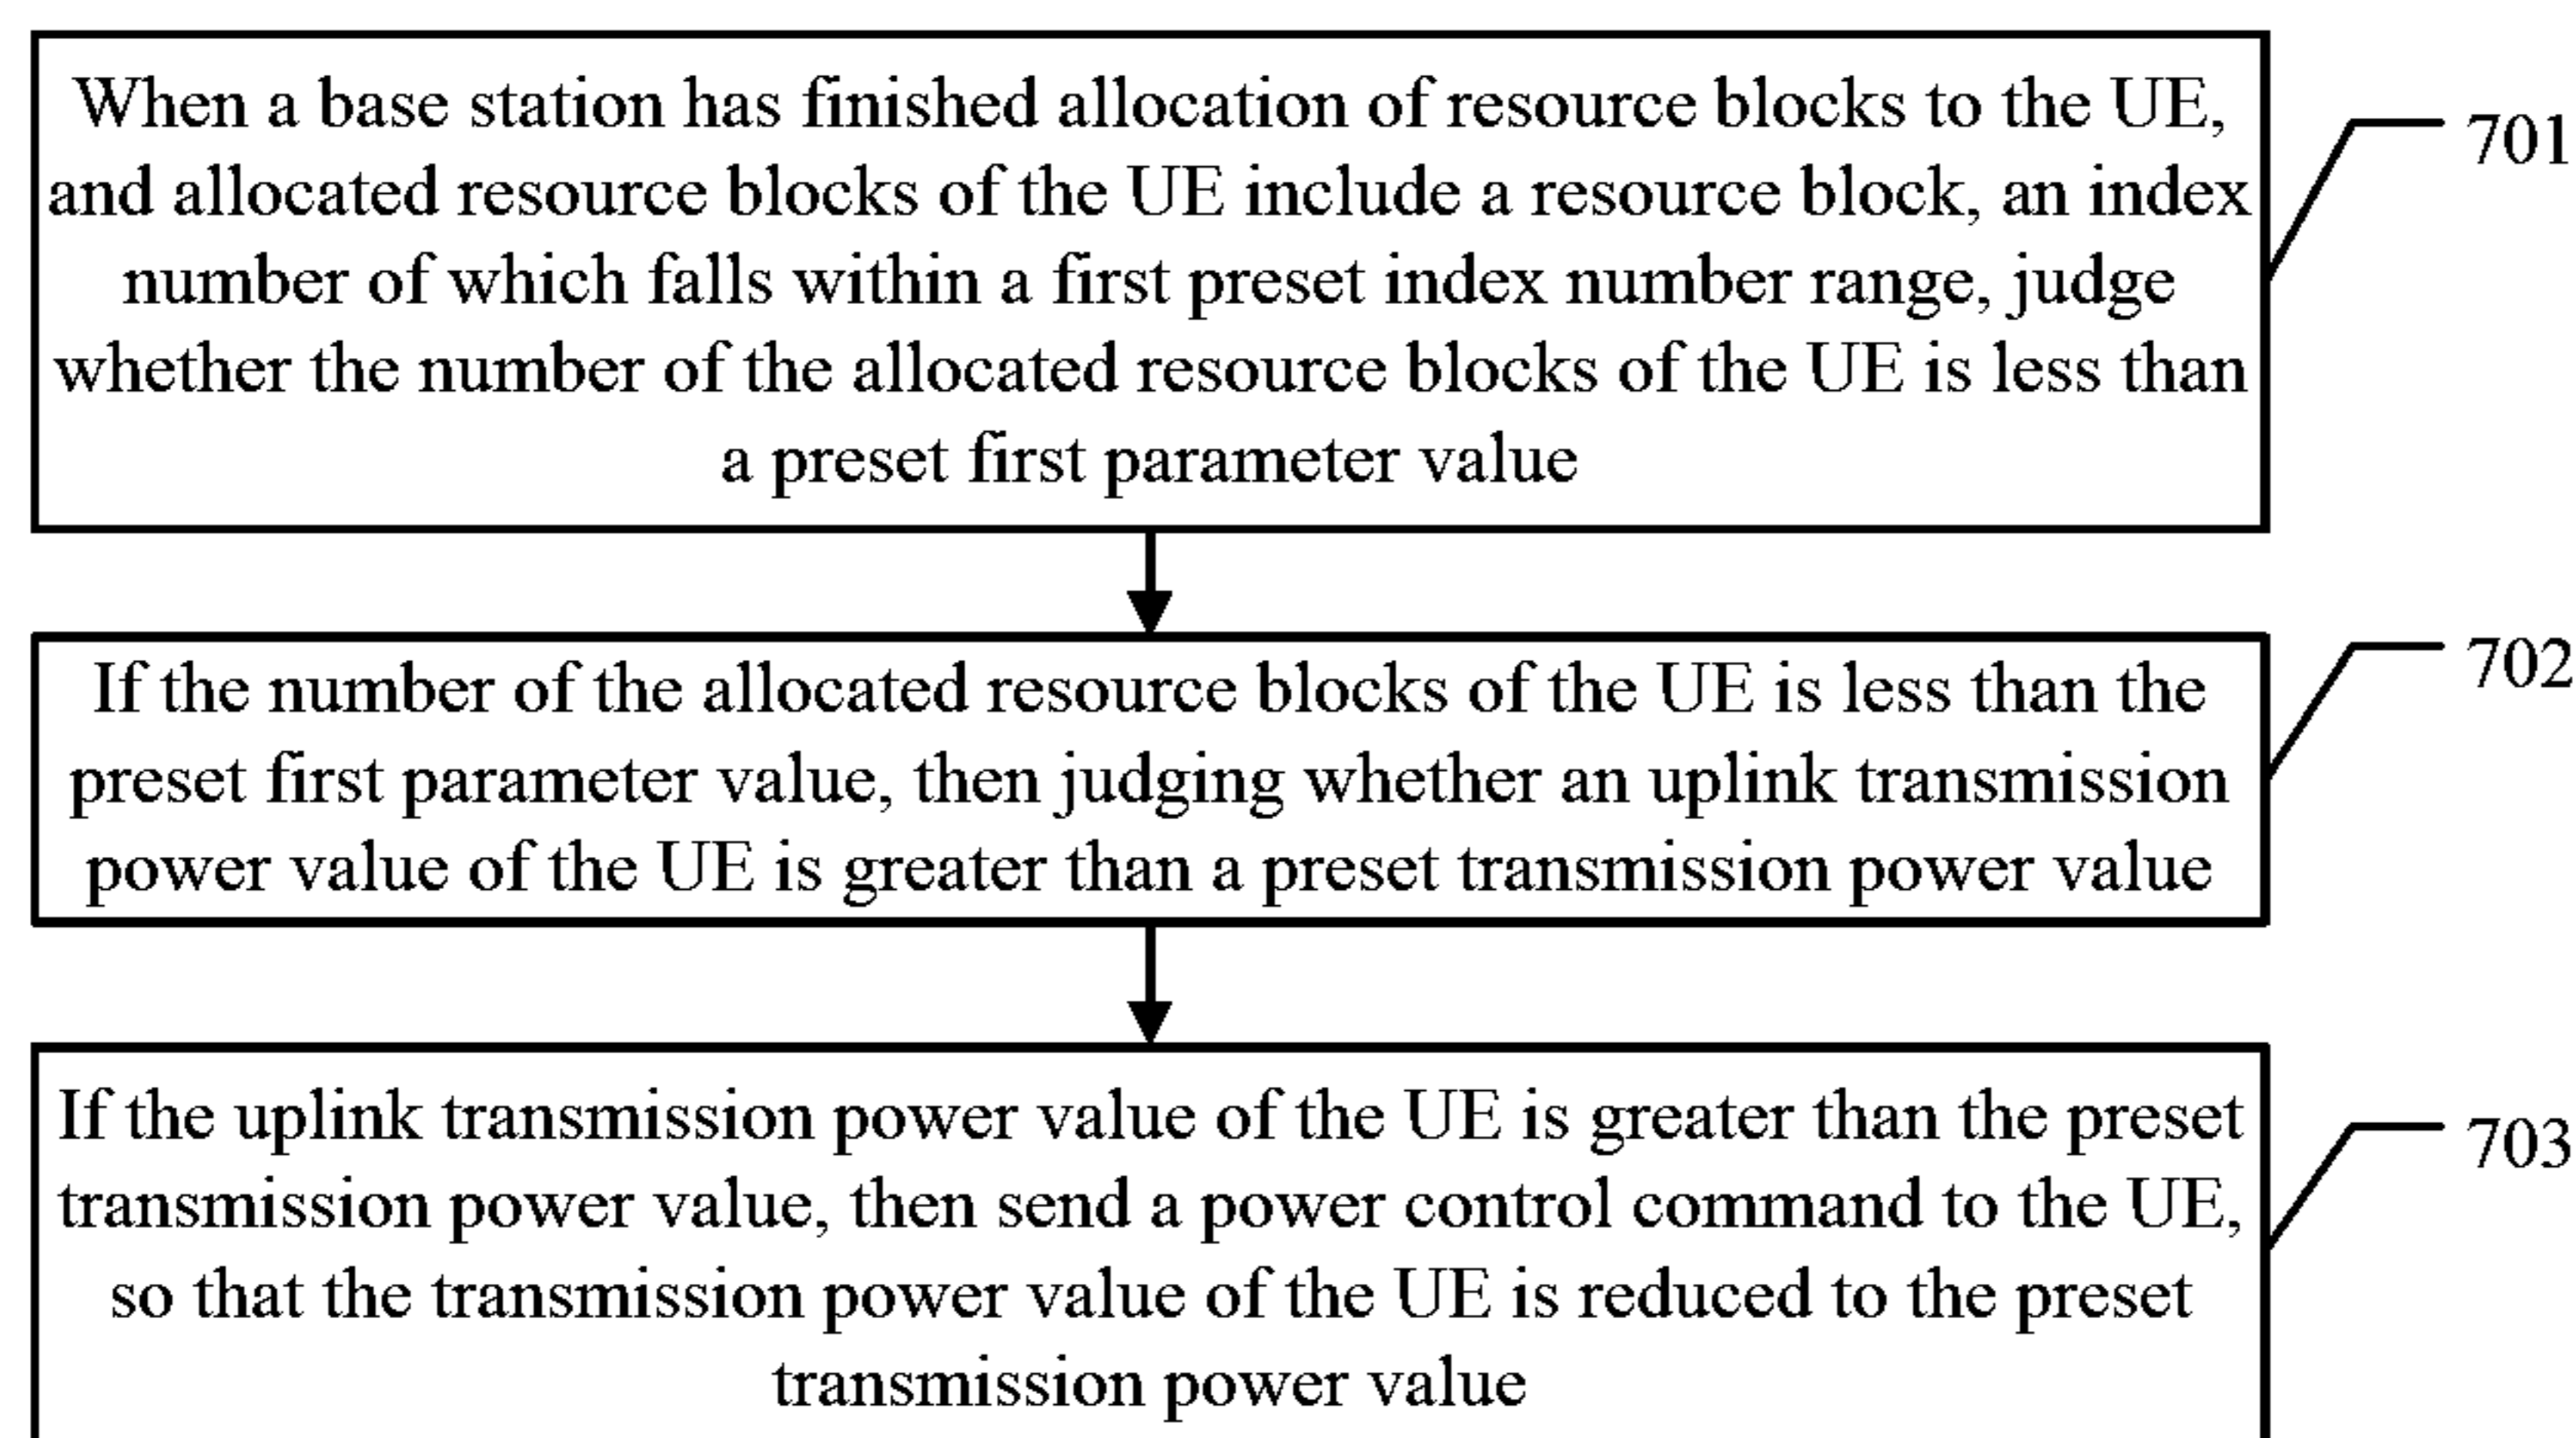 When a base station has finished allocation of resource blocks to the UE,
and allocated resource blocks of the UE include a resource block, an index
number of which falls within a first preset index number range, judge
whether the number of the allocated resource blocks of the UE is less than
a preset first parameter value
701
If the number of the allocated resource blocks of the UE is less than the
preset first parameter value, then judging whether an uplink transmission
power value of the UE is greater than a preset transmission power value
702
If the uplink transmission power value of the UE is greater than the preset
transmission power value, then send a power control command to the UE,
so that the transmission power value of the UE is reduced to the preset
transmission power value
703